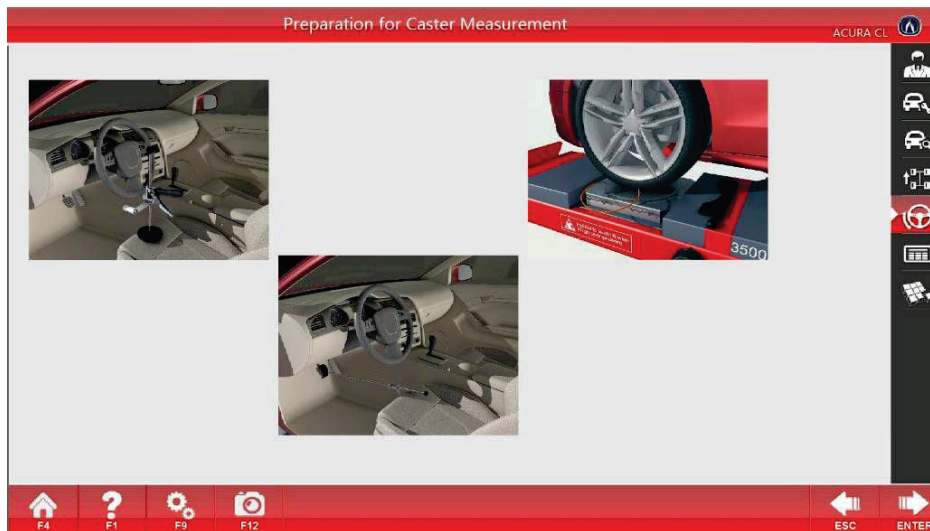 Preparation for Caster Measurement
ACURA CL
3500
F4
F1
F9
F12
ESC
ENTER